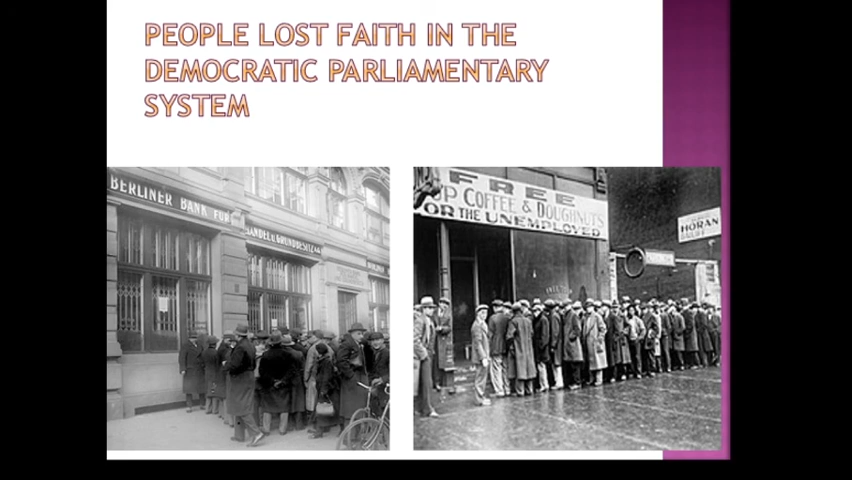 PEOPLE LOST FAITH IN THE
DEMOCRATIC PARLIAMENTARY
SYSTEM
BERLINER BANK FÜR
HANDEL u. GRUNDBESITZ A.G.
FREE
COFFEE & DOUGHNUTS
FOR THE UNEMPLOYED
HORAN